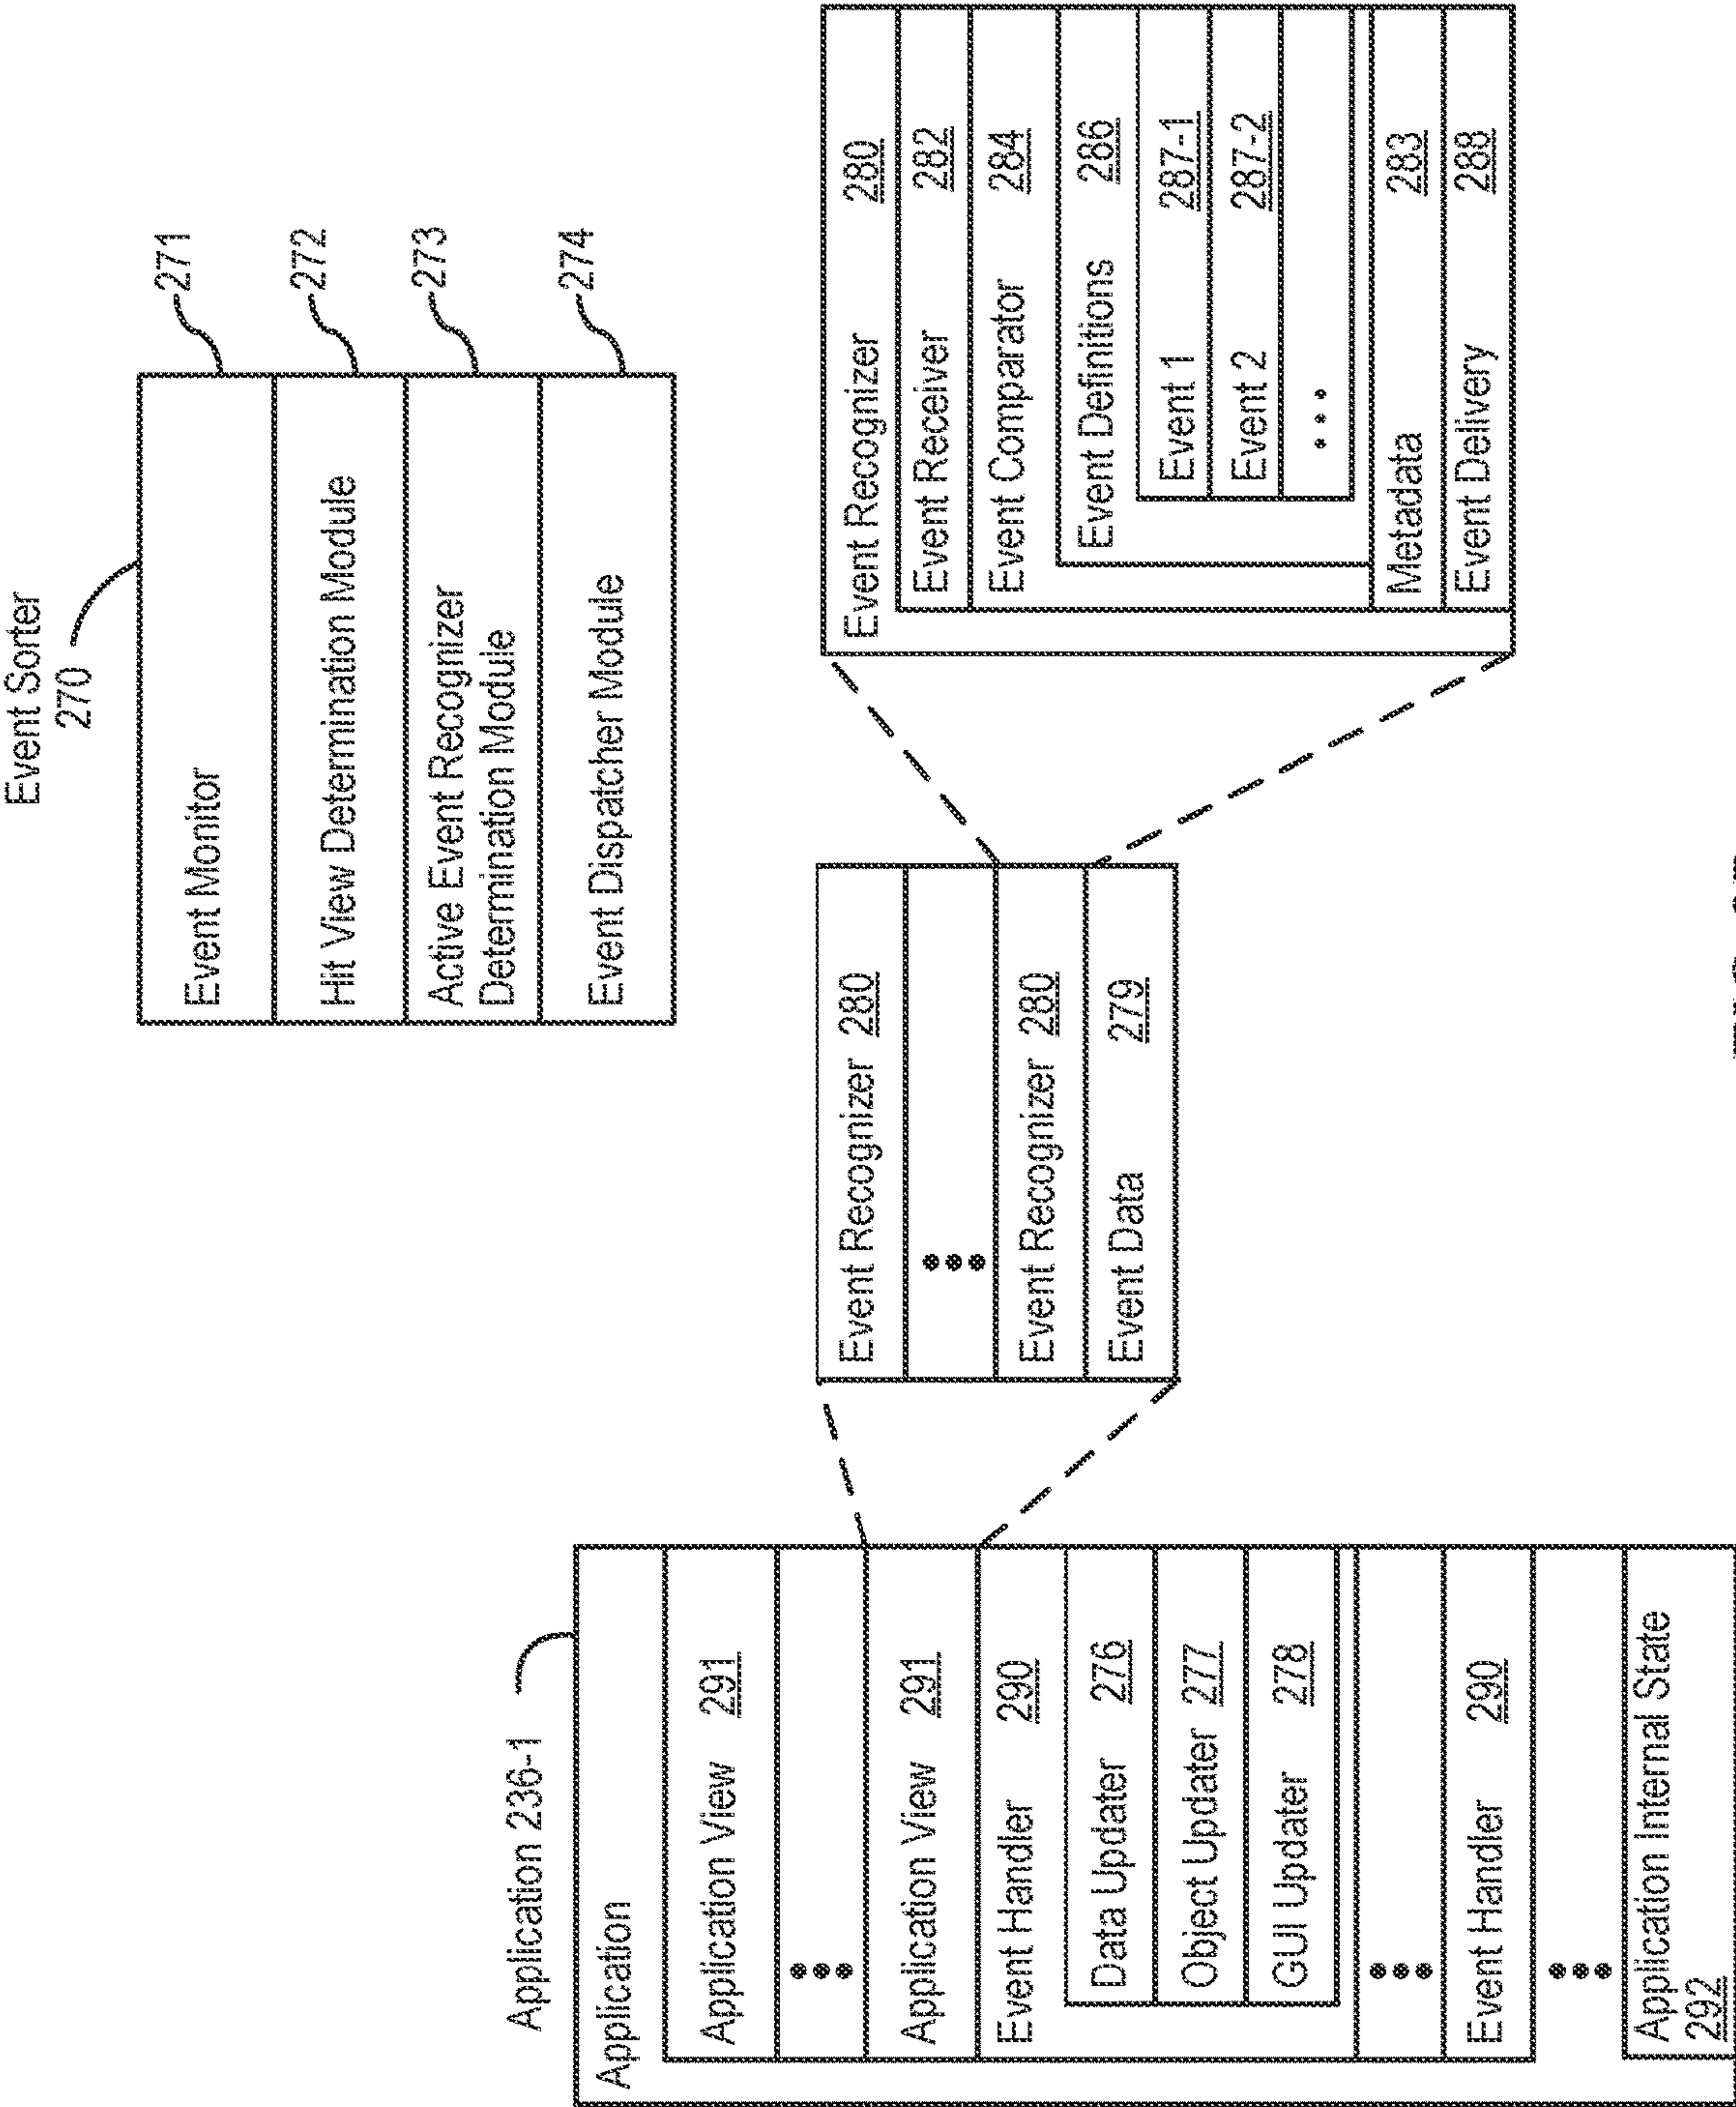 Event Sorter
270
Event Monitor
271
Hit View Determination Module
272
Active Event Recognizer
Determination Module
273
Event Dispatcher Module
274
Application 236-1
Application
Application View 291
Application View 291
Event Handler 290
Data Updater 276
Object Updater 277
GUI Updater 278
Event Handler 290
Application Internal State
292
Event Recognizer 280
Event Recognizer 280
Event Data 279
Event Recognizer 280
Event Receiver 282
Event Comparator 284
Event Definitions 286
Event 1 287-1
Event 2 287-2
Metadata 283
Event Delivery 288